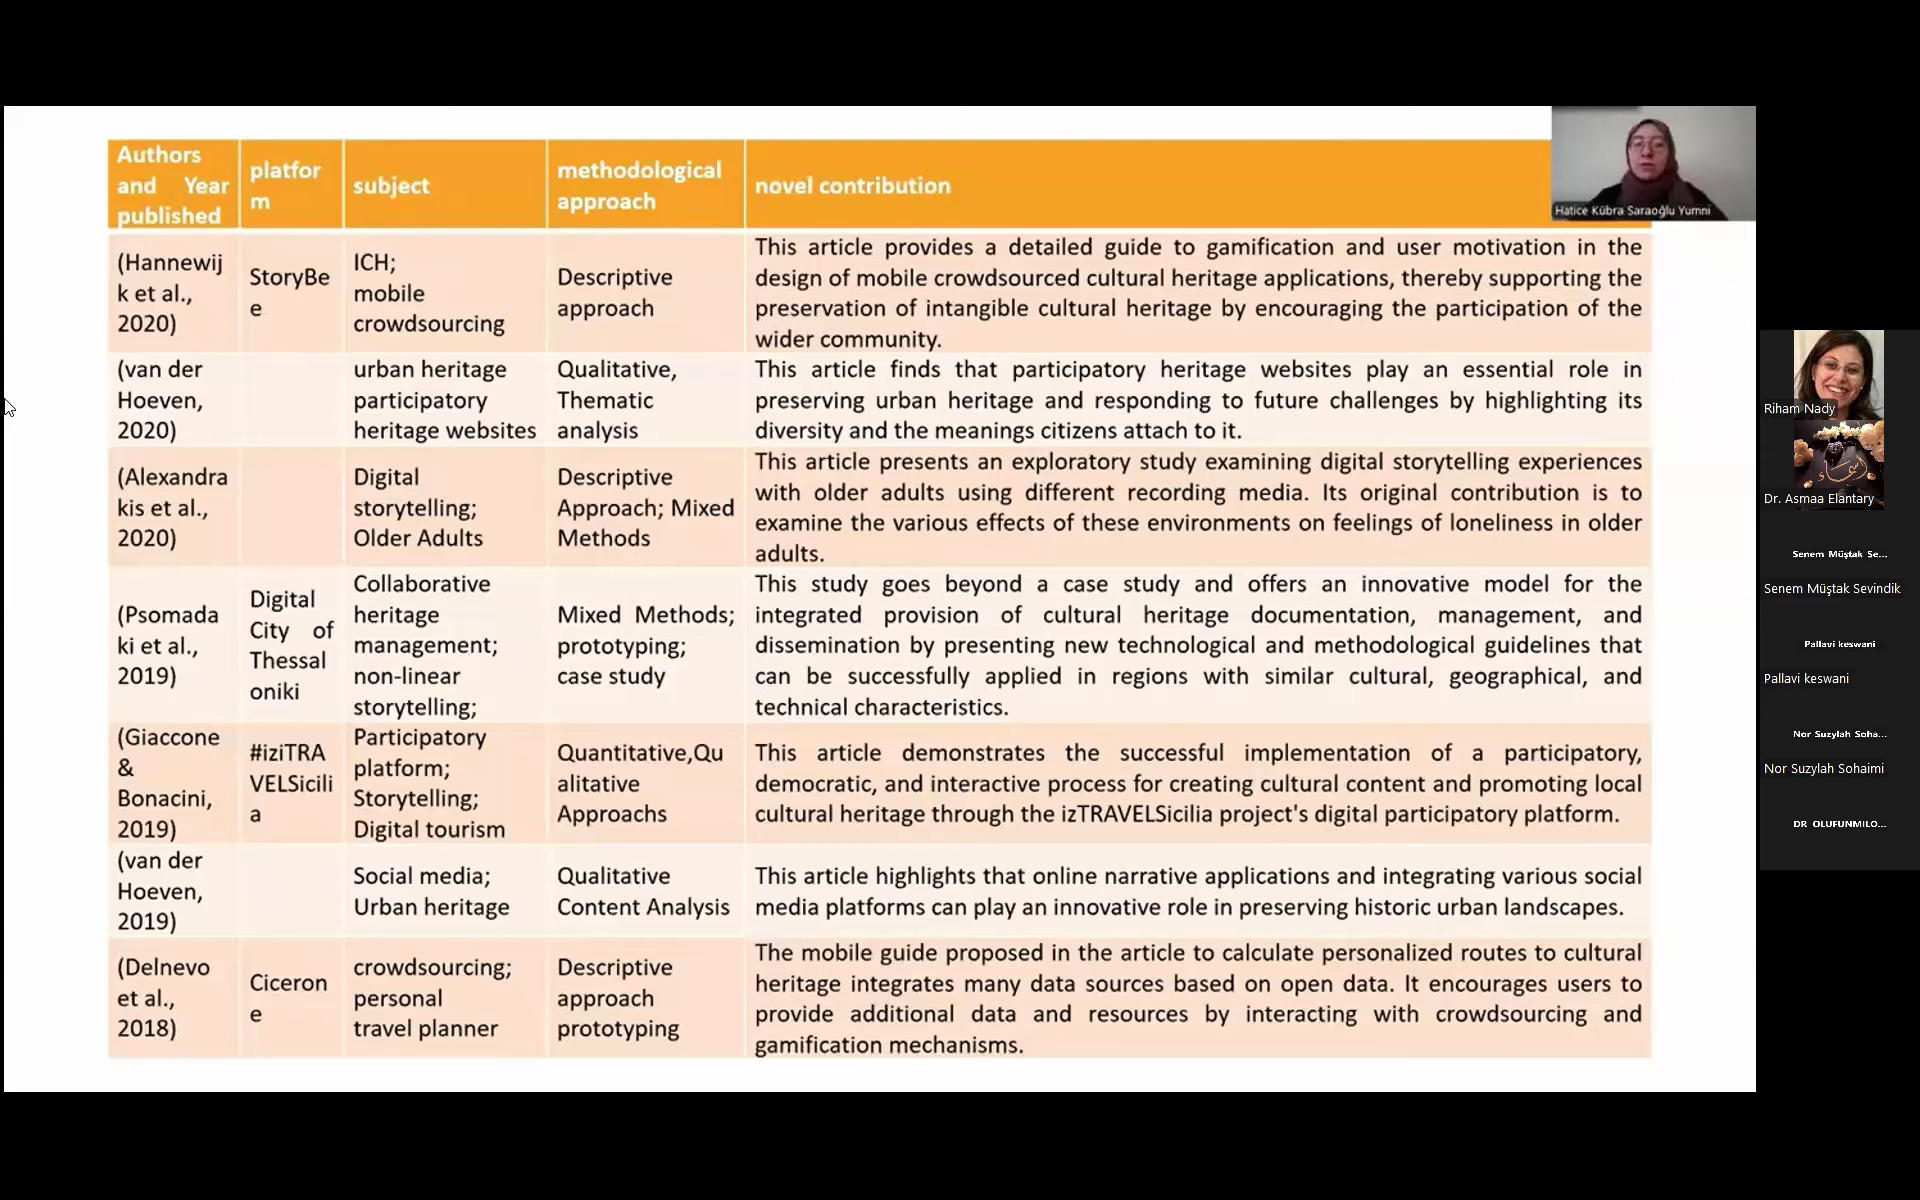 Authors
and Year
published
platfor
m
subject
methodological
approach
novel contribution
Hatice Kübra Saraoğlu Yumni
(Hannewij
k et al.,
2020)
StoryBe
e
ICH;
mobile
crowdsourcing
Descriptive
approach
This article provides a detailed guide to gamification and user motivation in the
design of mobile crowdsourced cultural heritage applications, thereby supporting the
preservation of intangible cultural heritage by encouraging the participation of the
wider community.
(van der
Hoeven,
2020)
urban heritage
participatory
heritage websites
Qualitative,
Thematic
analysis
This article finds that participatory heritage websites play an essential role in
preserving urban heritage and responding to future challenges by highlighting its
diversity and the meanings citizens attach to it.
(Alexandra
kis et al.,
2020)
Digital
storytelling;
Older Adults
Descriptive
Approach; Mixed
Methods
This article presents an exploratory study examining digital storytelling experiences
with older adults using different recording media. Its original contribution is to
examine the various effects of these environments on feelings of loneliness in older
adults.
(Psomada
ki et al.,
2019)
Digital
City of
Thessal
oniki
Collaborative
heritage
management;
non-linear
storytelling;
Mixed Methods;
prototyping;
case study
This study goes beyond a case study and offers an innovative model for the
integrated provision of cultural heritage documentation, management, and
dissemination by presenting new technological and methodological guidelines that
can be successfully applied in regions with similar cultural, geographical, and
technical characteristics.
(Giaccone
&
Bonacini,
2019)
#iziTRA
VELSicili
a
Participatory
platform;
Storytelling;
Digital tourism
Quantitative,Qu
alitative
Approachs
This article demonstrates the successful implementation of a participatory,
democratic, and interactive process for creating cultural content and promoting local
cultural heritage through the izTRAVELSicilia project's digital participatory platform.
(van der
Hoeven,
2019)
Social media;
Urban heritage
Qualitative
Content Analysis
This article highlights that online narrative applications and integrating various social
media platforms can play an innovative role in preserving historic urban landscapes.
(Delnevo
et al.,
2018)
Ciceron
e
crowdsourcing;
personal
travel planner
Descriptive
approach
prototyping
The mobile guide proposed in the article to calculate personalized routes to cultural
heritage integrates many data sources based on open data. It encourages users to
provide additional data and resources by interacting with crowdsourcing and
gamification mechanisms.
Riham Nady
أسماء
Dr. Asmaa Elantary
Senem Müştak Se...
Senem Müştak Sevindik
Pallavi keswani
Pallavi keswani
Nor Suzylah Soha...
Nor Suzylah Sohaimi
DR OLUFUNMILO...